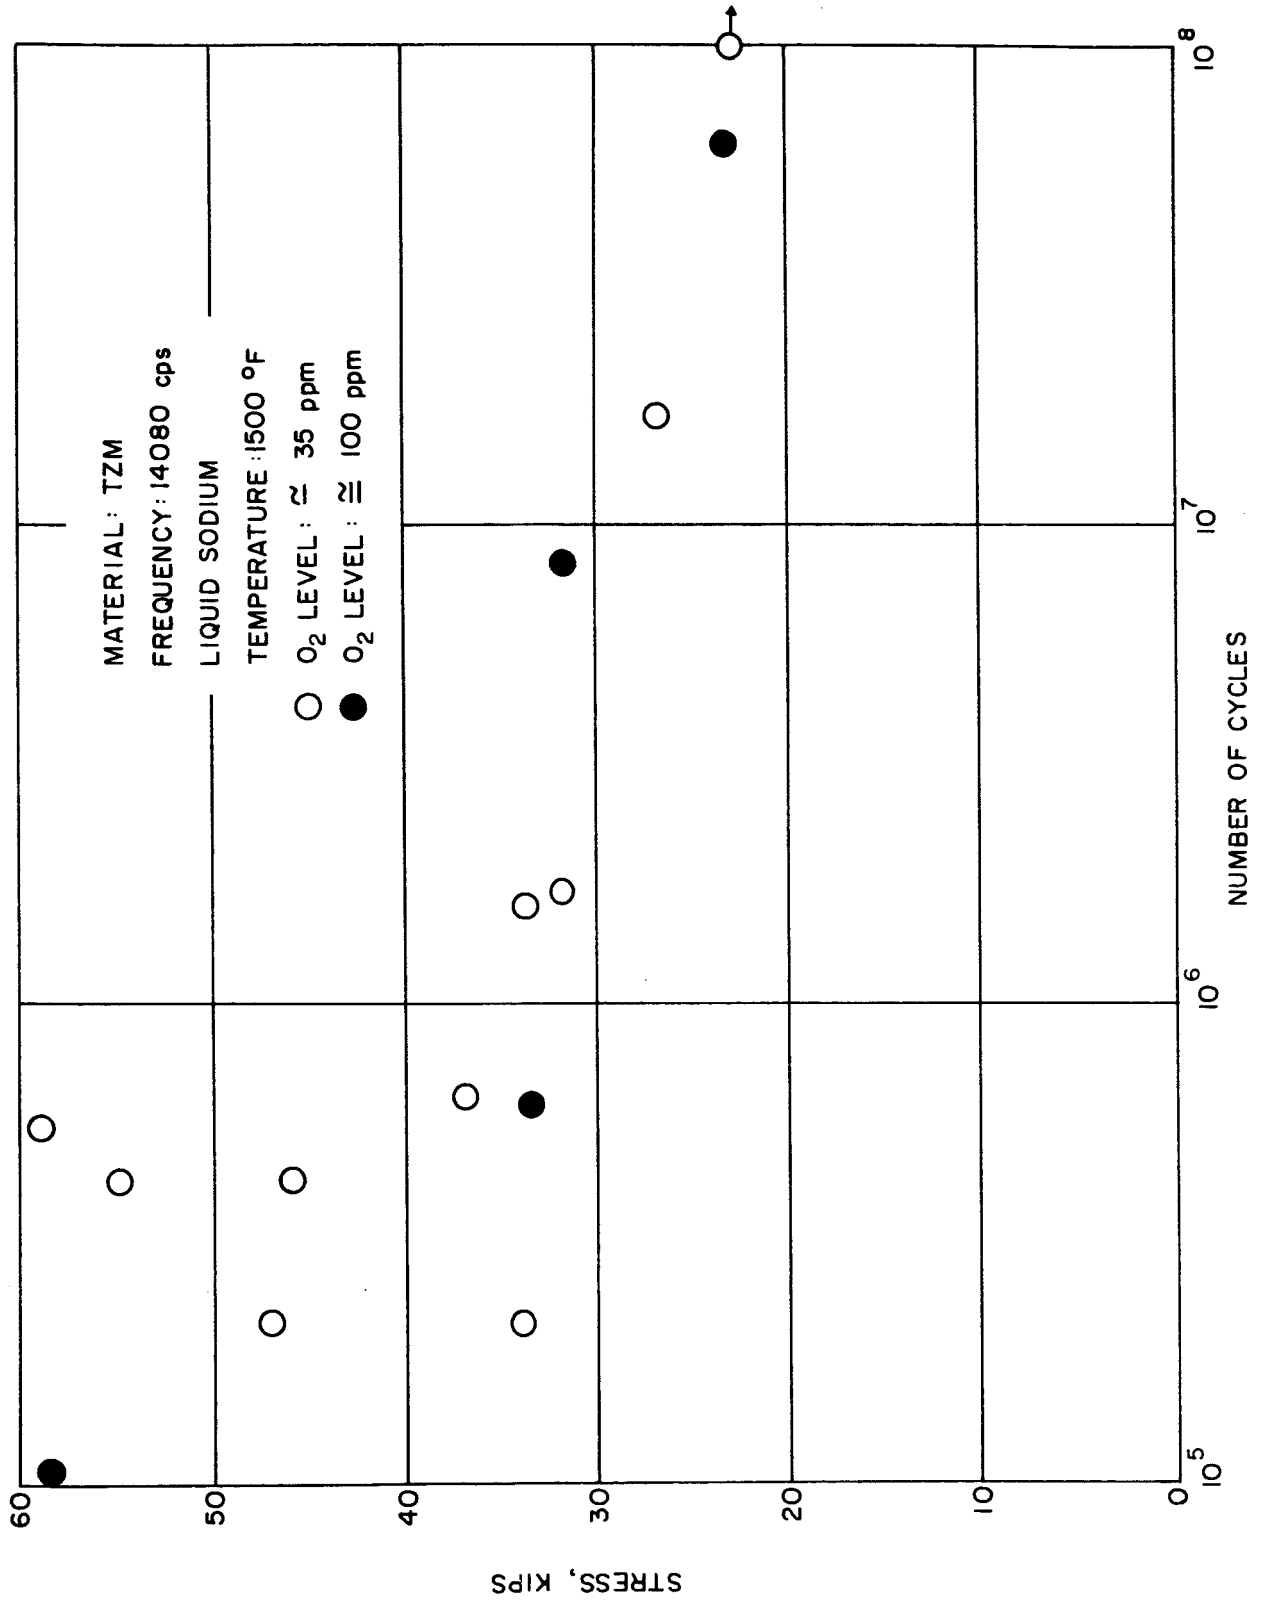 MATERIAL: TZM
FREQUENCY: 14080 cps
LIQUID SODIUM
TEMPERATURE: 1500 °F
O2 LEVEL: ≃ 35 ppm
O2 LEVEL: ≅ 100 ppm
60
50
40
30
20
10
0
STRESS, KIPS
10^5
10^6
10^7
10^8
NUMBER OF CYCLES